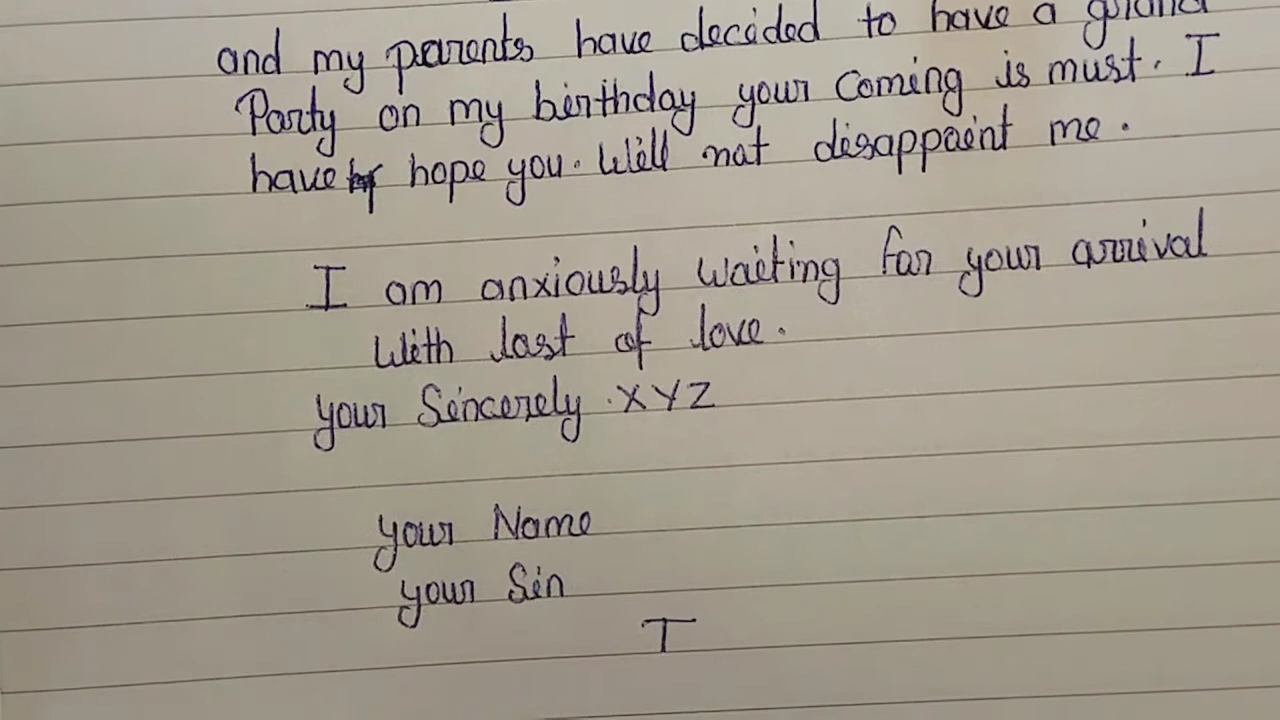 and my parents have decided to have a grand
Party on my birthday your Coming is must. I
have hope you. Will not disappoint me.
I am anxiously waiting for your arrival
With last of love.
your Sincerely .XYZ
your Name
your Sin
T